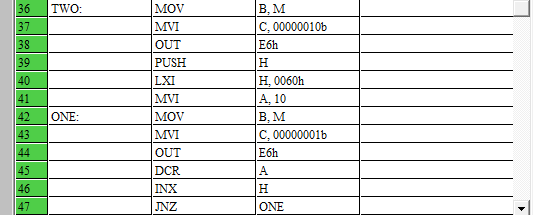 36 TWO: MOV B, M
37 MVI C, 00000010b
38 OUT E6h
39 PUSH H
40 LXI H, 0060h
41 MVI A, 10
42 ONE: MOV B, M
43 MVI C, 00000001b
44 OUT E6h
45 DCR A
46 INX H
47 JNZ ONE